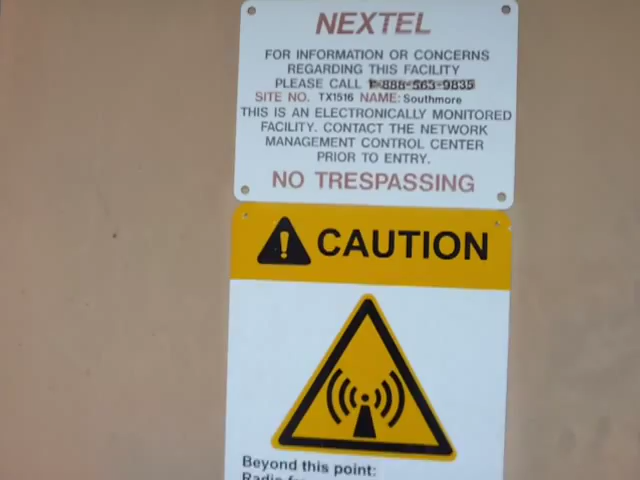 NEXTEL
FOR INFORMATION OR CONCERNS
REGARDING THIS FACILITY
PLEASE CALL 1-888-563-9835
SITE NO. TX1516 NAME: Southmore
THIS IS AN ELECTRONICALLY MONITORED
FACILITY. CONTACT THE NETWORK
MANAGEMENT CONTROL CENTER
PRIOR TO ENTRY.
NO TRESPASSING
CAUTION
Beyond this point: